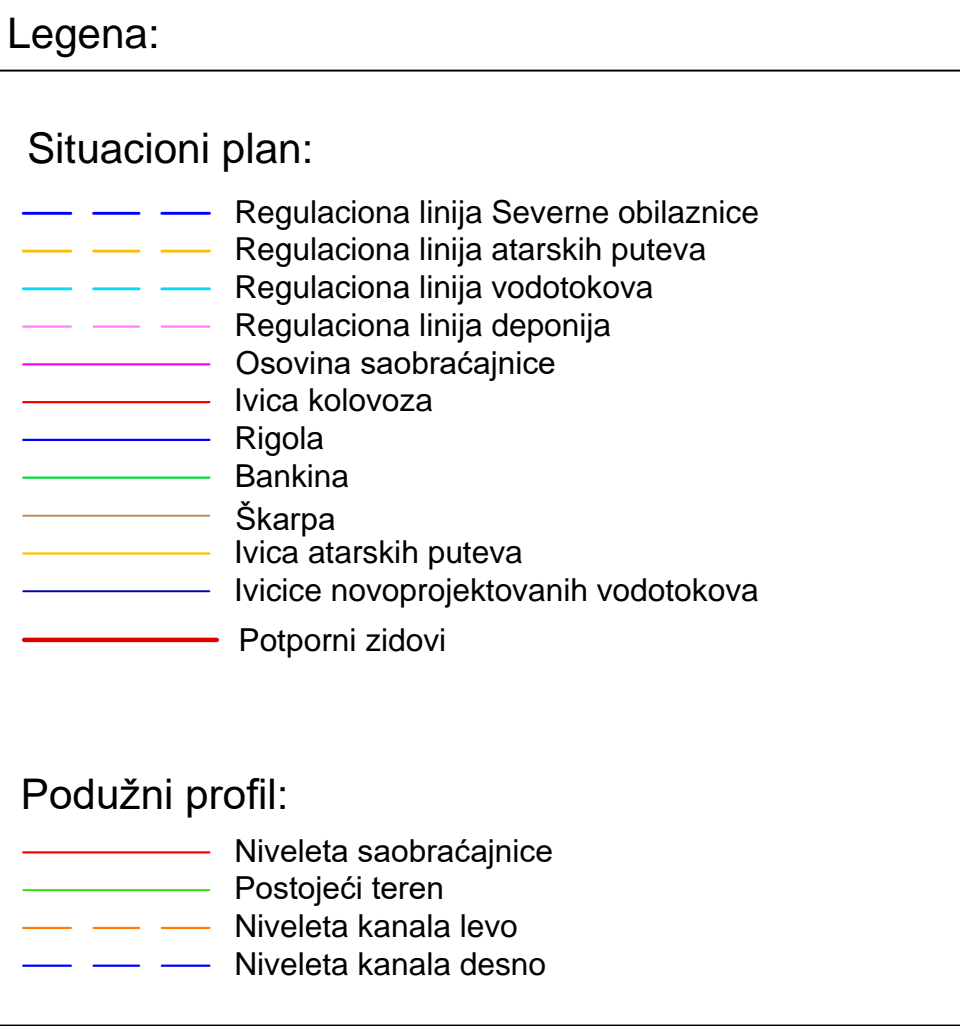 Legena:
Situacioni plan:
Regulaciona linija Severne obilaznice
Regulaciona linija atarskih puteva
Regulaciona linija vodotokova
Regulaciona linija deponija
Osovina saobraćajnice
Ivica kolovoza
Rigola
Bankina
Škarpa
Ivica atarskih puteva
Ivicice novoprojektovanih vodotokova
Potporni zidovi
Podužni profil:
Niveleta saobraćajnice
Postojeći teren
Niveleta kanala levo
Niveleta kanala desno